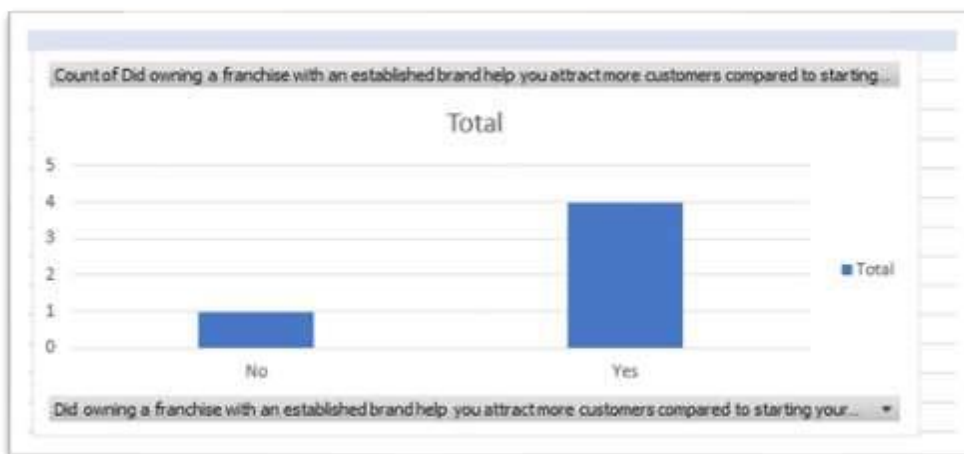 Count of Did owning a franchise with an established brand help you attract more customers compared to starting...
Total
5
4
3
2
1
0
No
Yes
Total
Did owning a franchise with an established brand help you attract more customers compared to starting your...